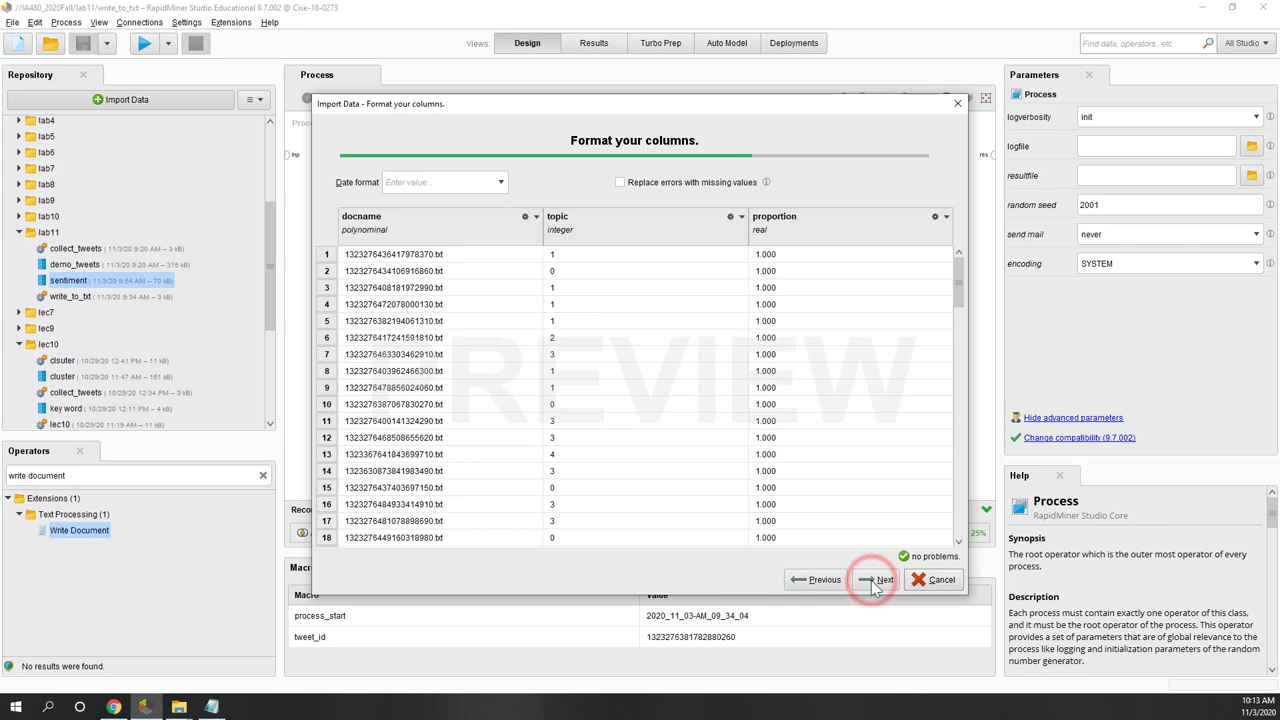 //IA480_2020Fall/lab11/write_to_txt – RapidMiner Studio Educational 9.7.002 @ Cise-18-0273
File Edit Process View Connections Settings Extensions Help
Views: Design Results Turbo Prep Auto Model Deployments
Find data, operators...etc All Studio
Repository
Import Data
lab4
lab5
lab6
lab7
lab8
lab9
lab10
lab11
collect_tweets (11/3/20 9:20 AM – 3 kB)
demo_tweets (11/3/20 9:20 AM – 315 kB)
sentiment (11/3/20 9:54 AM – 70 kB)
write_to_txt (11/3/20 9:34 AM – 3 kB)
lec7
lec9
lec10
clsuter (10/29/20 12:41 PM – 11 kB)
cluster (10/29/20 11:47 AM – 161 kB)
collect_tweets (10/29/20 12:34 PM – 3 kB)
key word (10/29/20 12:11 PM – 4 kB)
lec10 (10/29/20 11:19 AM – 11 kB)
Operators
write document
Extensions (1)
Text Processing (1)
Write Document
No results were found.
Process
inp
res
Import Data - Format your columns.
Format your columns.
Date format Enter value... Replace errors with missing values
docname topic proportion
polynominal integer real
1 1323276436417978370.txt 1 1.000
2 1323276434106916860.txt 0 1.000
3 1323276408181972990.txt 1 1.000
4 1323276472078000130.txt 1 1.000
5 1323276382194061310.txt 1 1.000
6 1323276417241591810.txt 2 1.000
7 1323276463303462910.txt 3 1.000
8 1323276403962466300.txt 1 1.000
9 1323276478856024060.txt 1 1.000
10 1323276387067830270.txt 0 1.000
11 1323276400141324290.txt 3 1.000
12 1323276468508655620.txt 3 1.000
13 1323367641843699710.txt 4 1.000
14 1323630873841983490.txt 3 1.000
15 1323276437403697150.txt 0 1.000
16 1323276484933414910.txt 3 1.000
17 1323276481078898690.txt 3 1.000
18 1323276449160318980.txt 0 1.000
PREVIEW
no problems.
Previous Next Cancel
Recor
25%
Macro
Macro Value
process_start 2020_11_03-AM_09_34_04
tweet_id 1323276381782880260
Parameters
Process
logverbosity init
logfile
resultfile
random seed 2001
send mail never
encoding SYSTEM
Hide advanced parameters
Change compatibility (9.7.002)
Help
Process
RapidMiner Studio Core
Synopsis
The root operator which is the outer most operator of every
process.
Description
Each process must contain exactly one operator of this class,
and it must be the root operator of the process. This operator
provides a set of parameters that are of global relevance to the
process like logging and initialization parameters of the random
number generator.
10:13 AM
11/3/2020